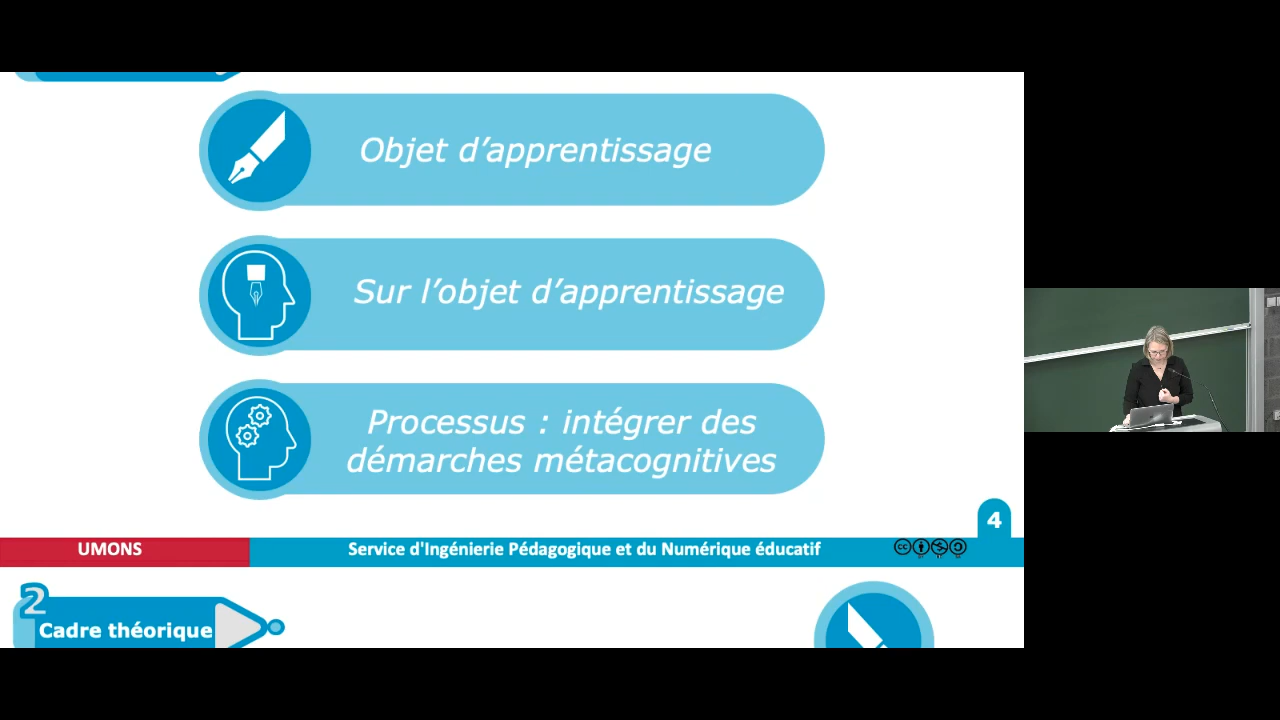 Objet d’apprentissage
Sur l’objet d’apprentissage
Processus : intégrer des
démarches métacognitives
4
UMONS
Service d'Ingénierie Pédagogique et du Numérique éducatif
cc
2
Cadre théorique